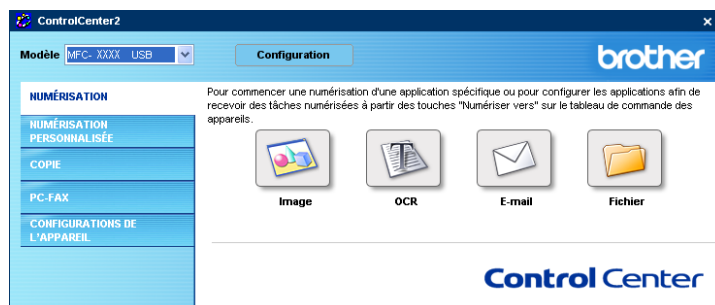 ControlCenter2
Modèle MFC- XXXX USB
Configuration
brother
NUMÉRISATION
NUMÉRISATION
PERSONNALISÉE
COPIE
PC-FAX
CONFIGURATIONS DE
L'APPAREIL
Pour commencer une numérisation d'une application spécifique ou pour configurer les applications afin de
recevoir des tâches numérisées à partir des touches "Numériser vers" sur le tableau de commande des
appareils.
Image
OCR
E-mail
Fichier
Control Center